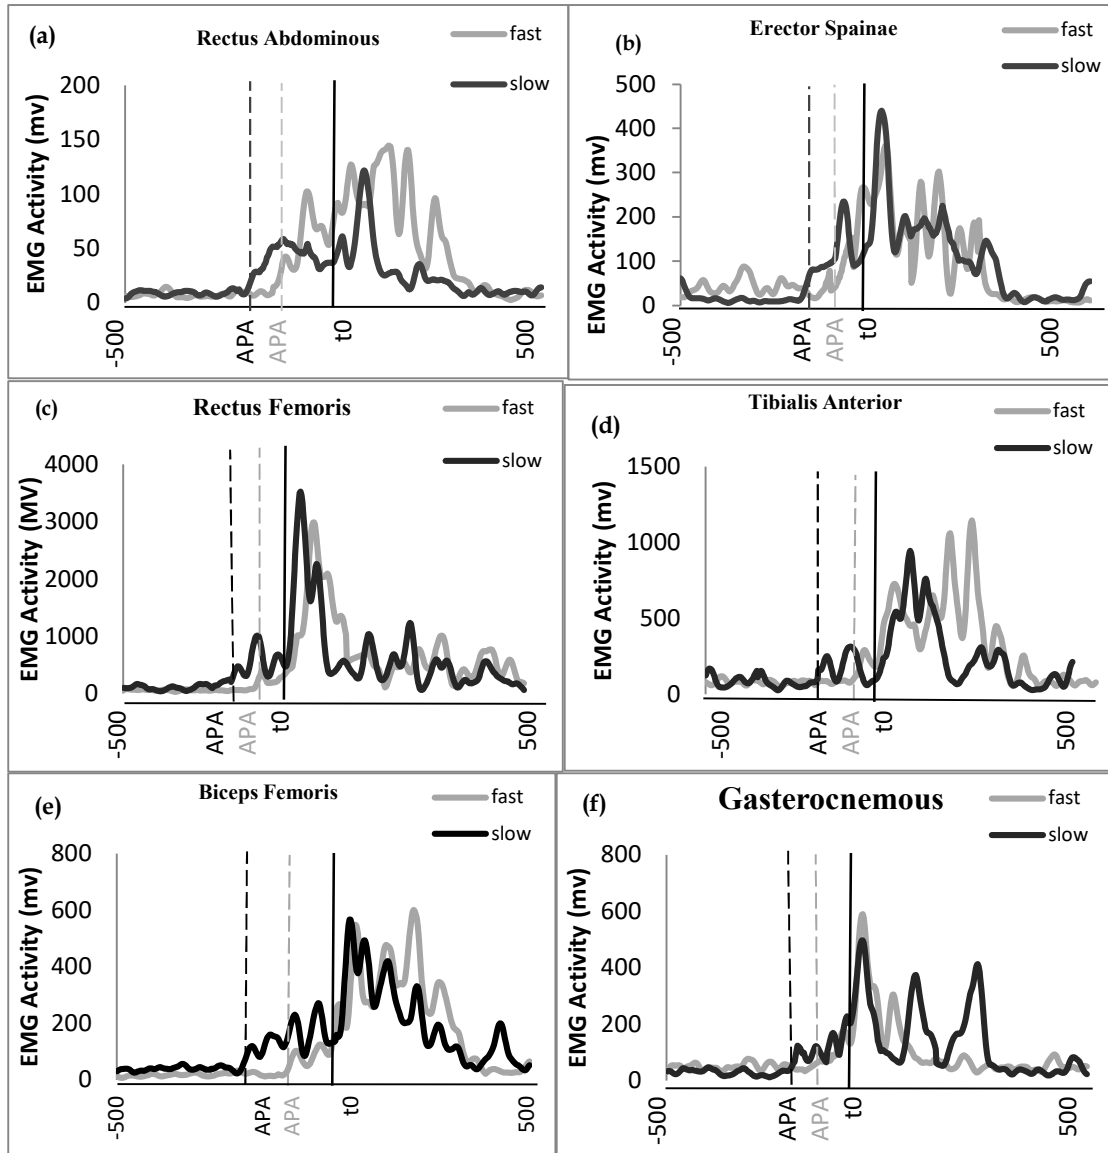 (a)
Rectus Abdominous
fast
slow
EMG Activity (mv)
200
150
100
50
0
-500
APA
APA
t0
500
(b)
Erector Spainae
fast
slow
EMG Activity (mv)
500
400
300
200
100
0
-500
APA
APA
t0
500
(c)
Rectus Femoris
fast
slow
EMG Activity (MV)
4000
3000
2000
1000
0
-500
APA
APA
t0
500
(d)
Tibialis Anterior
fast
slow
EMG Activity (mv)
1500
1000
500
0
-500
APA
APA
t0
500
(e)
Biceps Femoris
fast
slow
EMG Activity (mv)
800
600
400
200
0
-500
APA
APA
t0
500
(f)
Gasterocnemous
fast
slow
EMG Activity (mv)
800
600
400
200
0
-500
APA
APA
t0
500